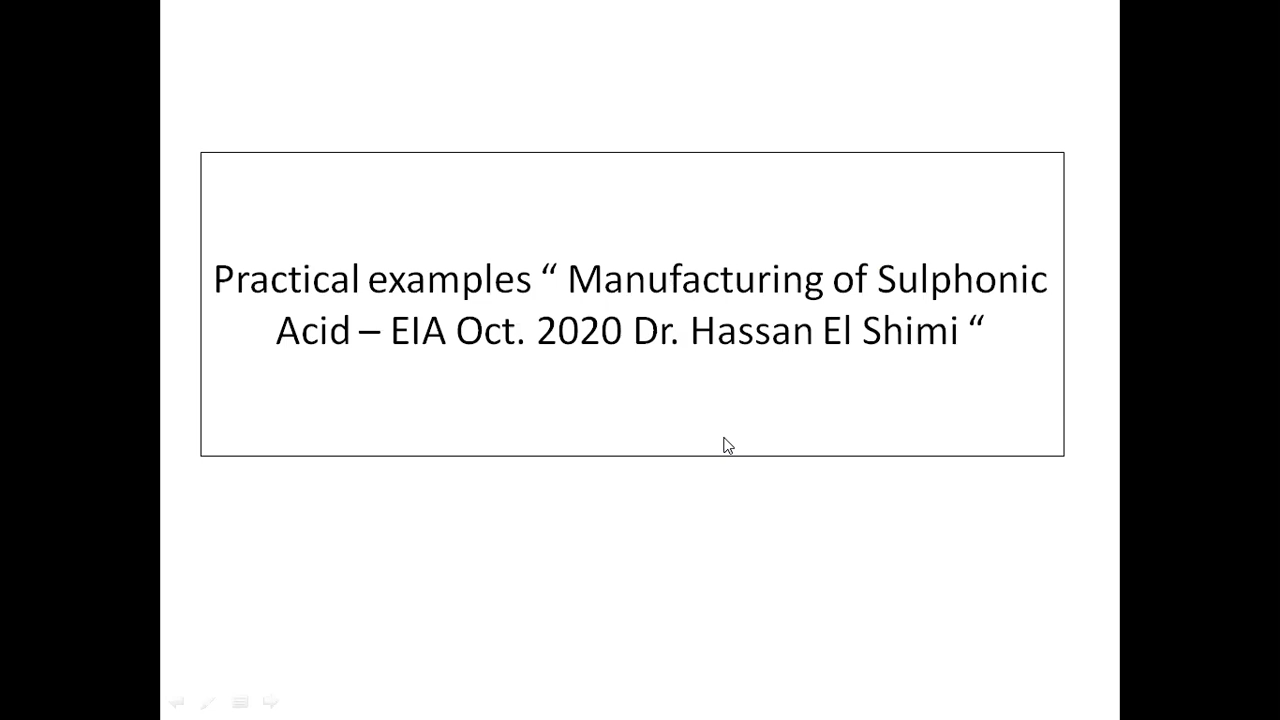 Practical examples “ Manufacturing of Sulphonic
Acid – EIA Oct. 2020 Dr. Hassan El Shimi “